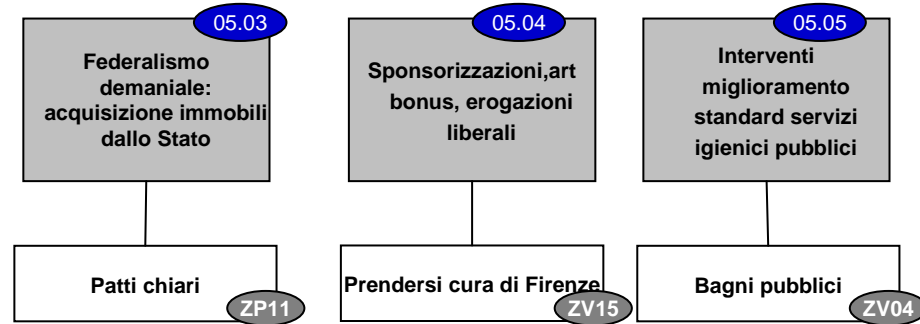 05.03
Federalismo
demaniale:
acquisizione immobili
dallo Stato
Patti chiari
ZP11
05.04
Sponsorizzazioni,art
bonus, erogazioni
liberali
Prendersi cura di Firenze
ZV15
05.05
Interventi
miglioramento
standard servizi
igienici pubblici
Bagni pubblici
ZV04